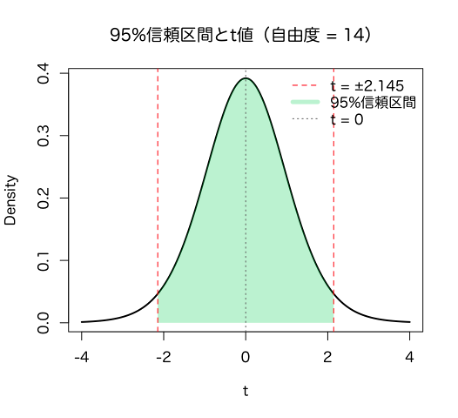 95%信頼区間とt値（自由度 = 14）
t = ±2.145
95%信頼区間
t = 0
Density
0.4
0.3
0.2
0.1
0.0
-4
-2
0
2
4
t